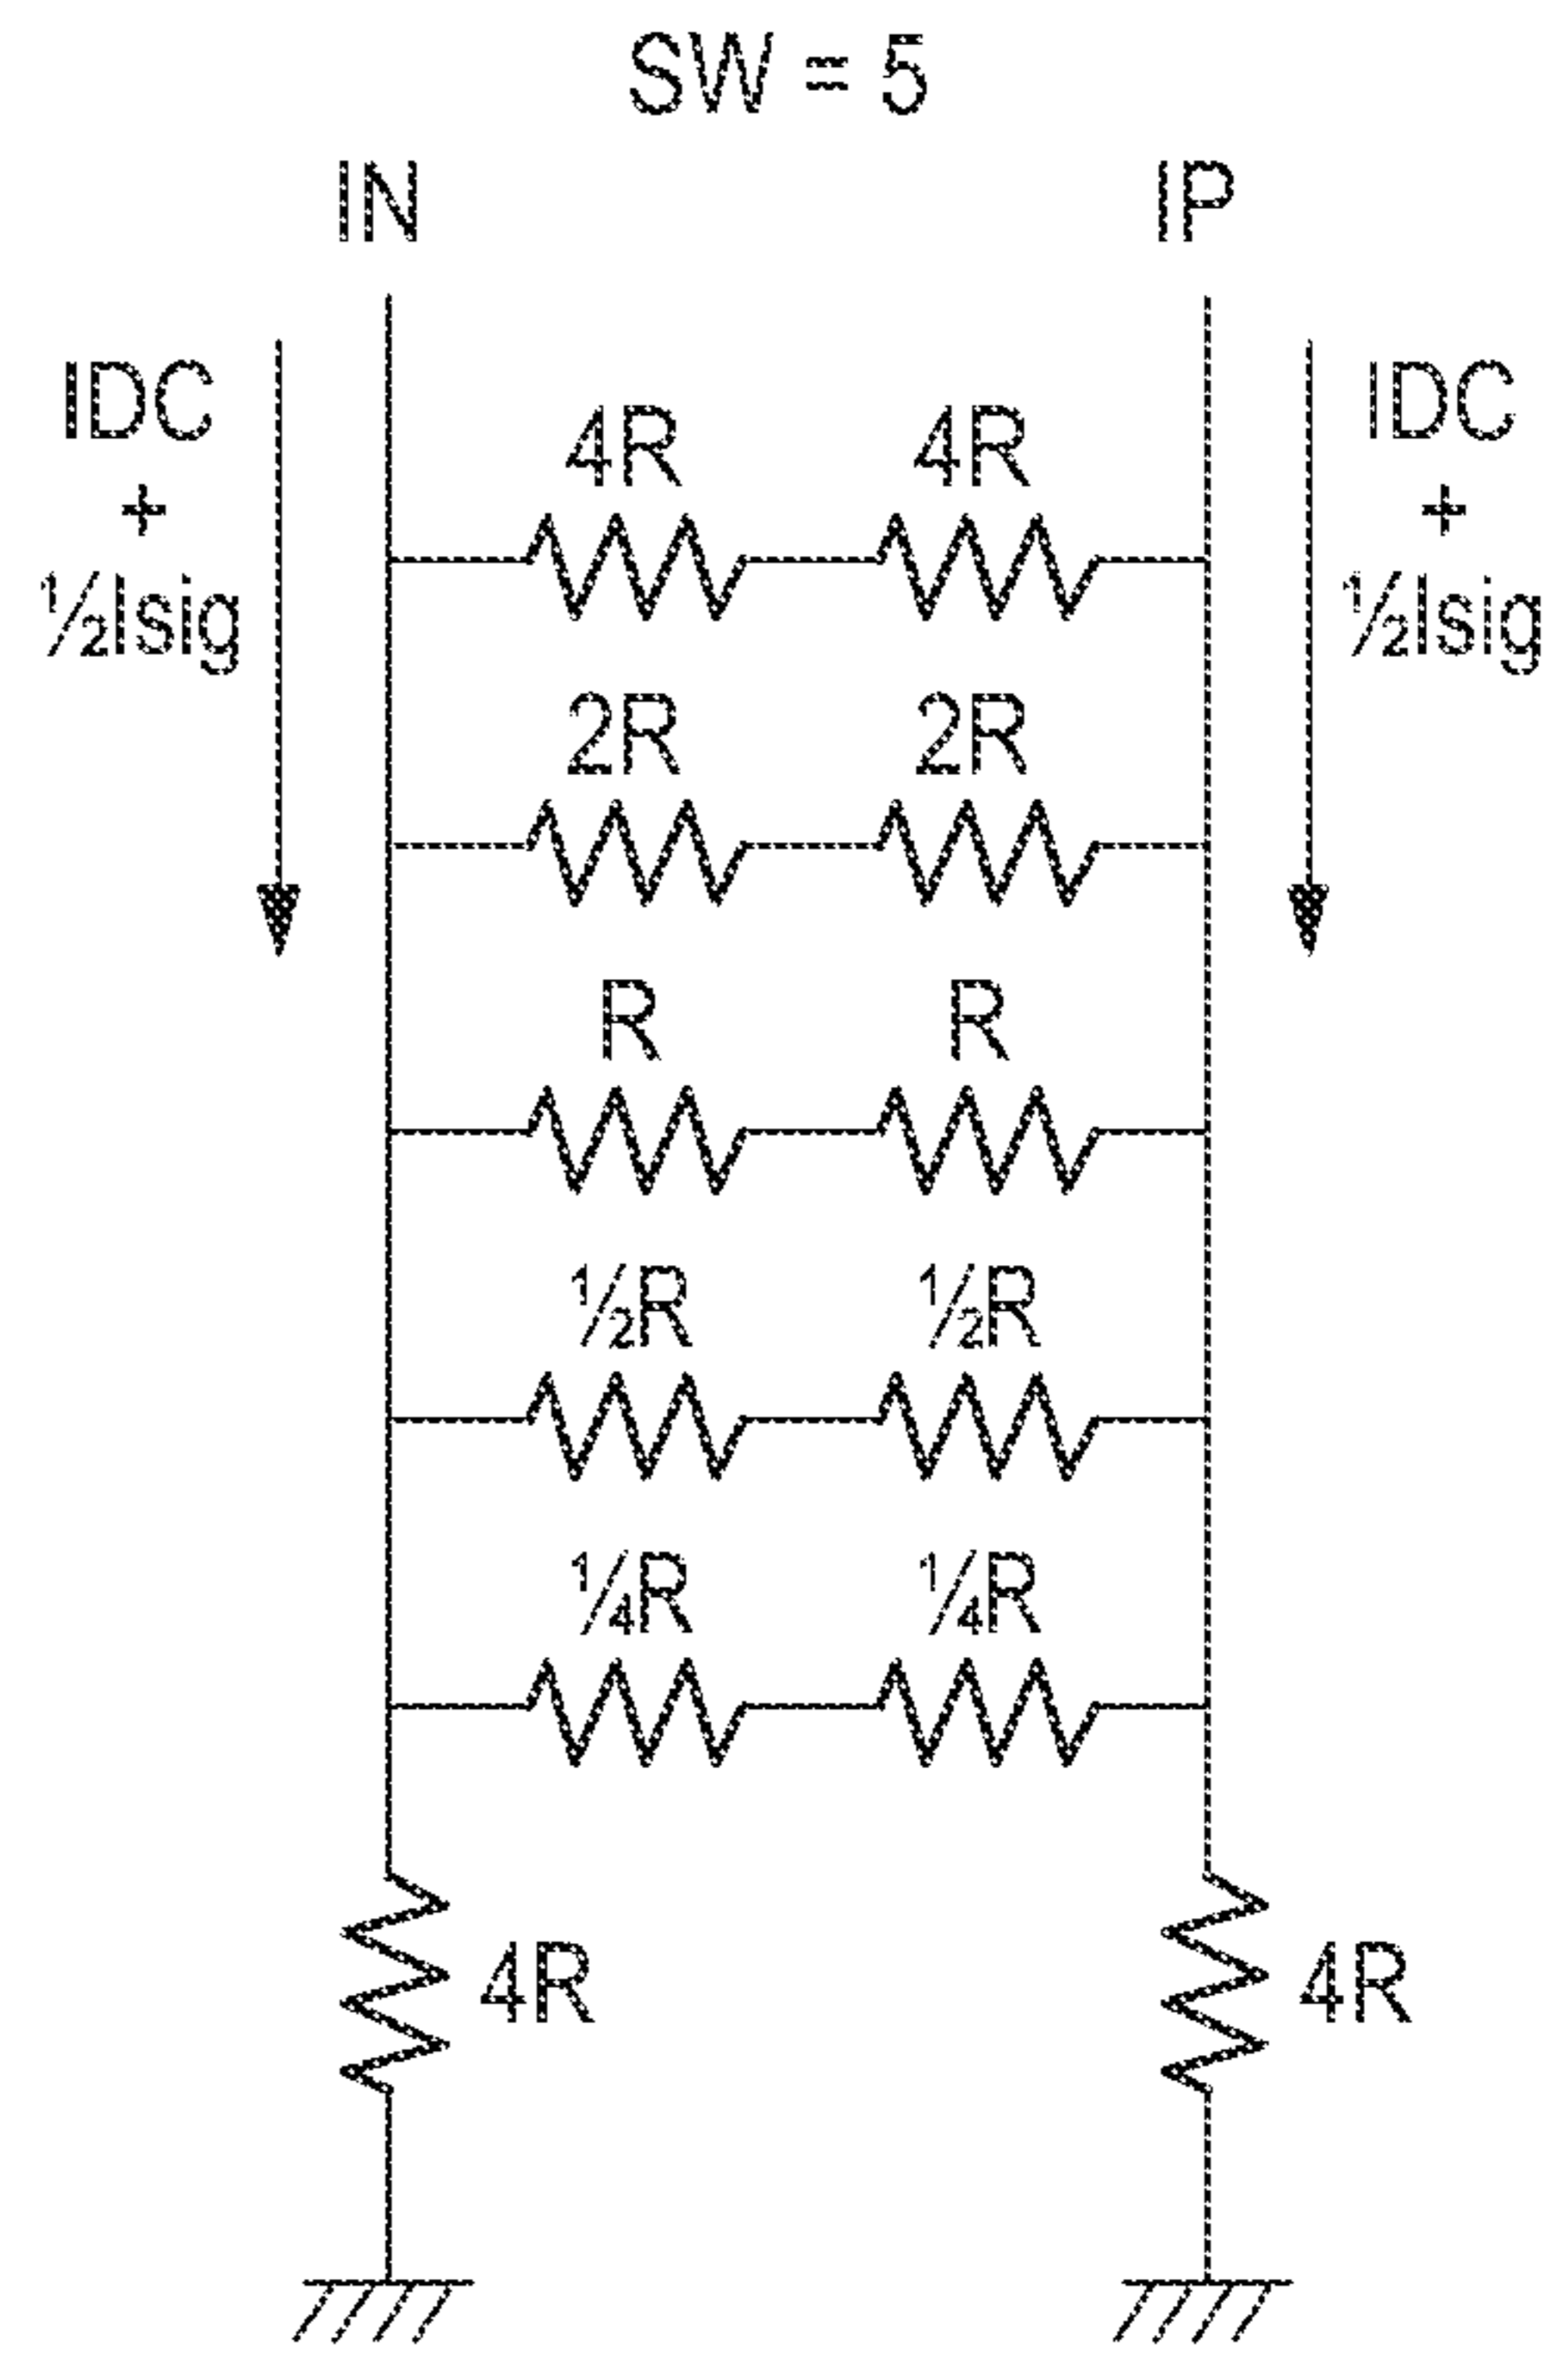 SW = 5
IN IP
IDC + ½Isig
IDC + ½Isig
4R 4R
2R 2R
R R
½R ½R
¼R ¼R
4R 4R